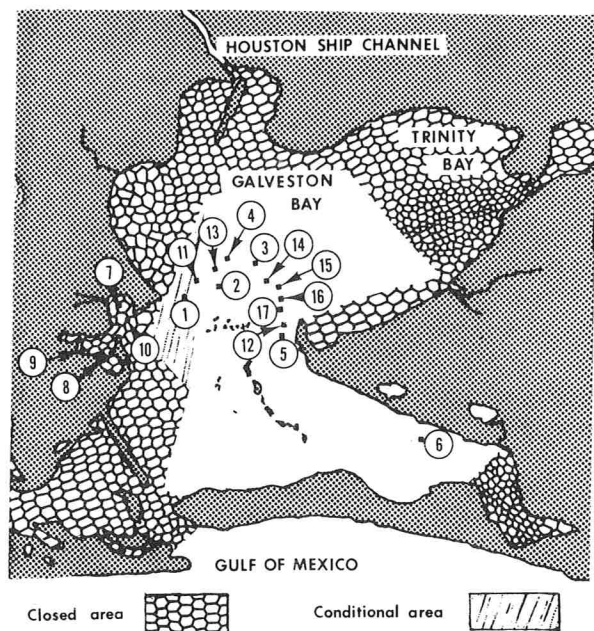 HOUSTON SHIP CHANNEL
TRINITY
BAY
GALVESTON
BAY
4
13
11
3
14
7
15
2
16
1
17
12
10
9
5
8
6
GULF OF MEXICO
Closed area
Conditional area